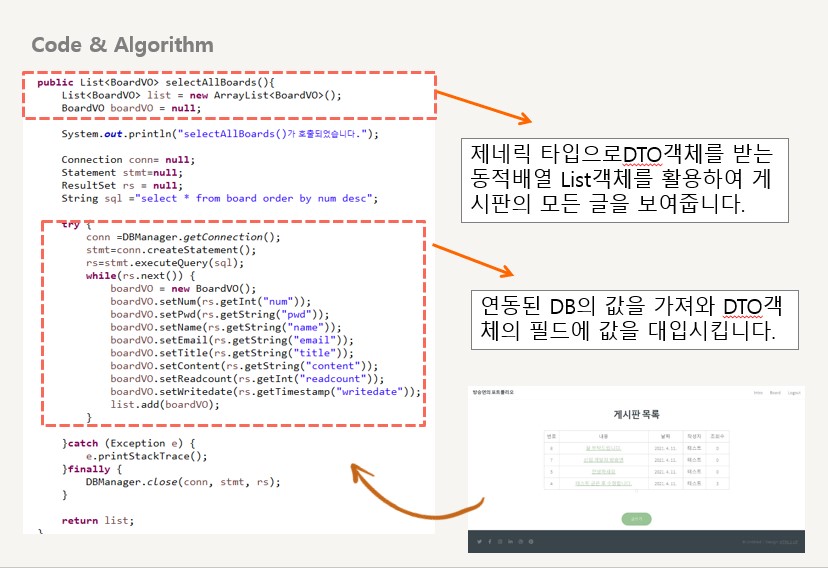 Code & Algorithm
public List<BoardVO> selectAllBoards(){
List<BoardVO> list = new ArrayList<BoardVO>();
BoardVO boardVO = null;
System.out.println("selectAllBoards()가 호출되었습니다.");
Connection conn= null;
Statement stmt=null;
ResultSet rs = null;
String sql ="select * from board order by num desc";
try {
conn =DBManager.getConnection();
stmt=conn.createStatement();
rs=stmt.executeQuery(sql);
while(rs.next()) {
boardVO = new BoardVO();
boardVO.setNum(rs.getInt("num"));
boardVO.setPwd(rs.getString("pwd"));
boardVO.setName(rs.getString("name"));
boardVO.setEmail(rs.getString("email"));
boardVO.setTitle(rs.getString("title"));
boardVO.setContent(rs.getString("content"));
boardVO.setReadcount(rs.getInt("readcount"));
boardVO.setWritedate(rs.getTimestamp("writedate"));
list.add(boardVO);
}
}catch (Exception e) {
e.printStackTrace();
}finally {
DBManager.close(conn, stmt, rs);
}
return list;
}
제네릭 타입으로DTO객체를 받는
동적배열 List객체를 활용하여 게
시판의 모든 글을 보여줍니다.
연동된 DB의 값을 가져와 DTO객
체의 필드에 값을 대입시킵니다.
Board Logout
게시판 목록
번호 내용 날짜 작성자 조회수
8 2021. 4. 11. 테스트 0
7 2021. 4. 11. 테스트 0
5 안녕하세요 2021. 4. 11. 테스트 0
4 2021. 4. 11. 테스트 0